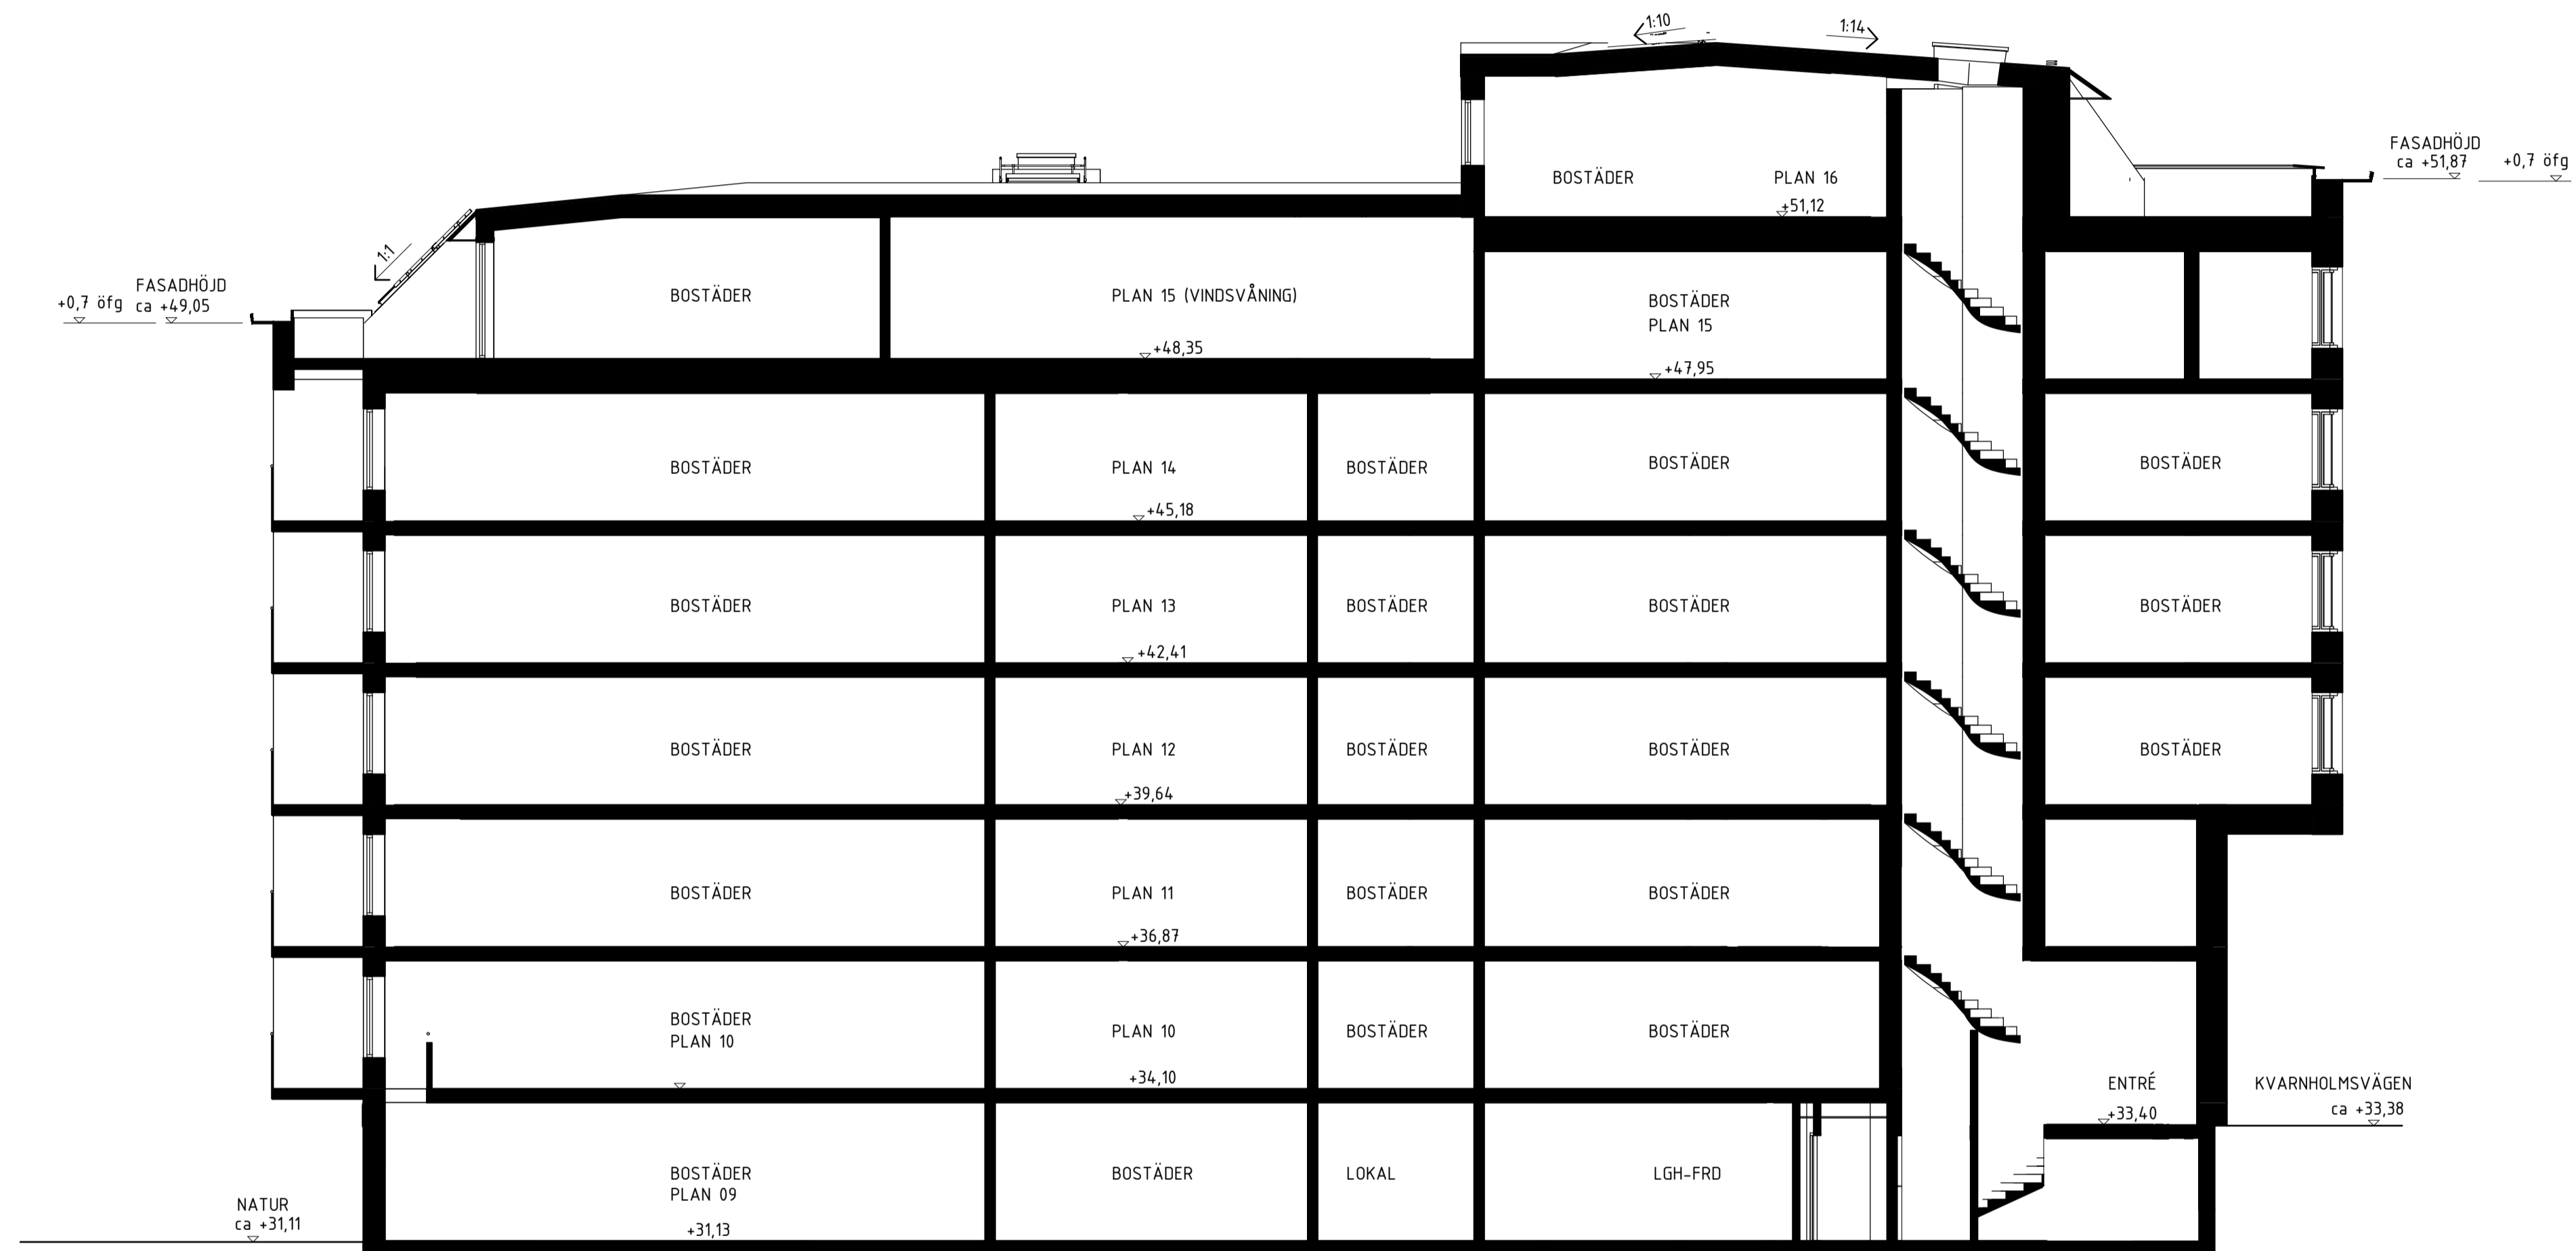 1:10
1:14
FASADHÖJD
ca +51,87
+0,7 öfg
BOSTÄDER
PLAN 16
+51,12
1:1
FASADHÖJD
+0,7 öfg
ca +49,05
BOSTÄDER
PLAN 15 (VINDSVÅNING)
+48,35
BOSTÄDER
PLAN 15
+47,95
BOSTÄDER
PLAN 14
BOSTÄDER
BOSTÄDER
BOSTÄDER
+45,18
BOSTÄDER
PLAN 13
BOSTÄDER
BOSTÄDER
BOSTÄDER
+42,41
BOSTÄDER
PLAN 12
BOSTÄDER
BOSTÄDER
BOSTÄDER
+39,64
BOSTÄDER
PLAN 11
BOSTÄDER
BOSTÄDER
+36,87
BOSTÄDER
PLAN 10
PLAN 10
BOSTÄDER
BOSTÄDER
+34,10
ENTRÉ
+33,40
KVARNHOLMSVÄGEN
ca +33,38
BOSTÄDER
PLAN 09
+31,13
BOSTÄDER
LOKAL
LGH-FRD
NATUR
ca +31,11